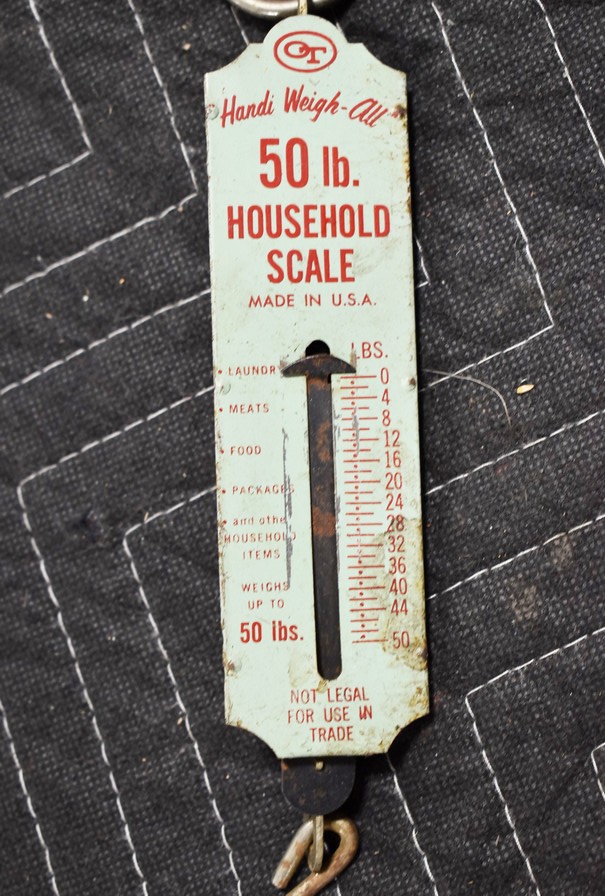 OT
"Handi Weigh-All"
50 lb.
HOUSEHOLD
SCALE
MADE IN U.S.A.
LBS.
• LAUNDRY
• MEATS
• FOOD
• PACKAGES
• and other
HOUSEHOLD
ITEMS
WEIGHS
UP TO
50 lbs.
0
4
8
12
16
20
24
28
32
36
40
44
50
NOT LEGAL
FOR USE IN
TRADE